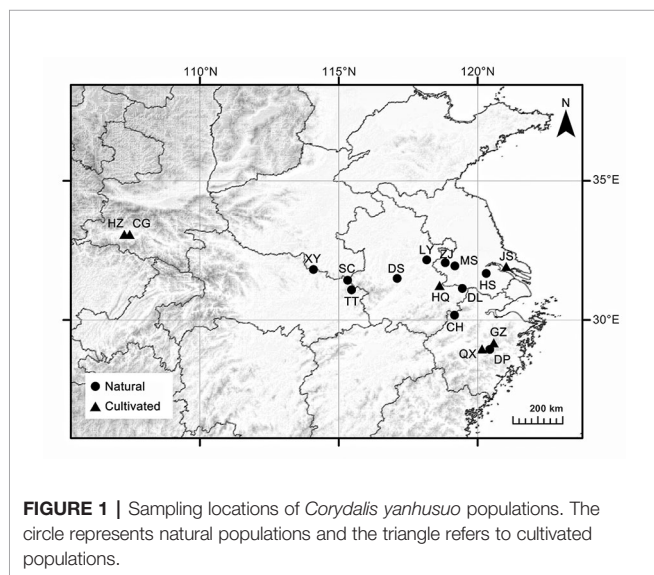 110°N 115°N 120°N
N
35°E
HZ CG
XY
SC
TT
DS
LY
ZJ
MS
JS
HS
HQ
DL
30°E
CH
GZ
QX
DP
Natural
Cultivated
200 km
FIGURE 1 | Sampling locations of Corydalis yanhusuo populations. The
circle represents natural populations and the triangle refers to cultivated
populations.